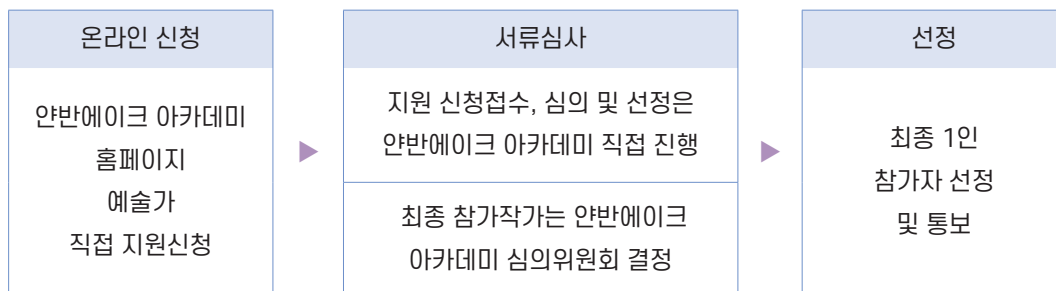 온라인 신청
얀반에이크 아카데미
홈페이지
예술가
직접 지원신청
▶
서류심사
지원 신청접수, 심의 및 선정은
얀반에이크 아카데미 직접 진행
최종 참가작가는 얀반에이크
아카데미 심의위원회 결정
▶
선정
최종 1인
참가자 선정
및 통보